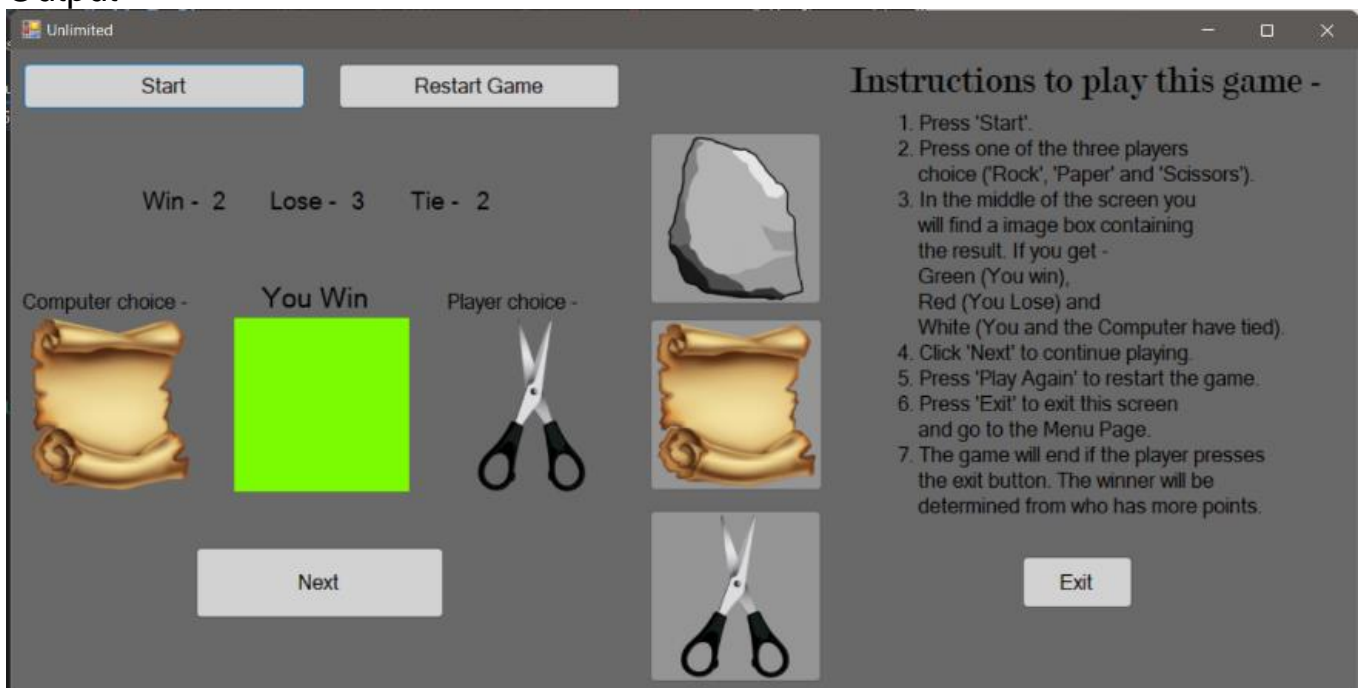 Unlimited
Start
Restart Game
Win - 2 Lose - 3 Tie - 2
Computer choice -
You Win
Player choice -
Next
Instructions to play this game -
1. Press 'Start'.
2. Press one of the three players
choice ('Rock', 'Paper' and 'Scissors').
3. In the middle of the screen you
will find a image box containing
the result. If you get -
Green (You win),
Red (You Lose) and
White (You and the Computer have tied).
4. Click 'Next' to continue playing.
5. Press 'Play Again' to restart the game.
6. Press 'Exit' to exit this screen
and go to the Menu Page.
7. The game will end if the player presses
the exit button. The winner will be
determined from who has more points.
Exit